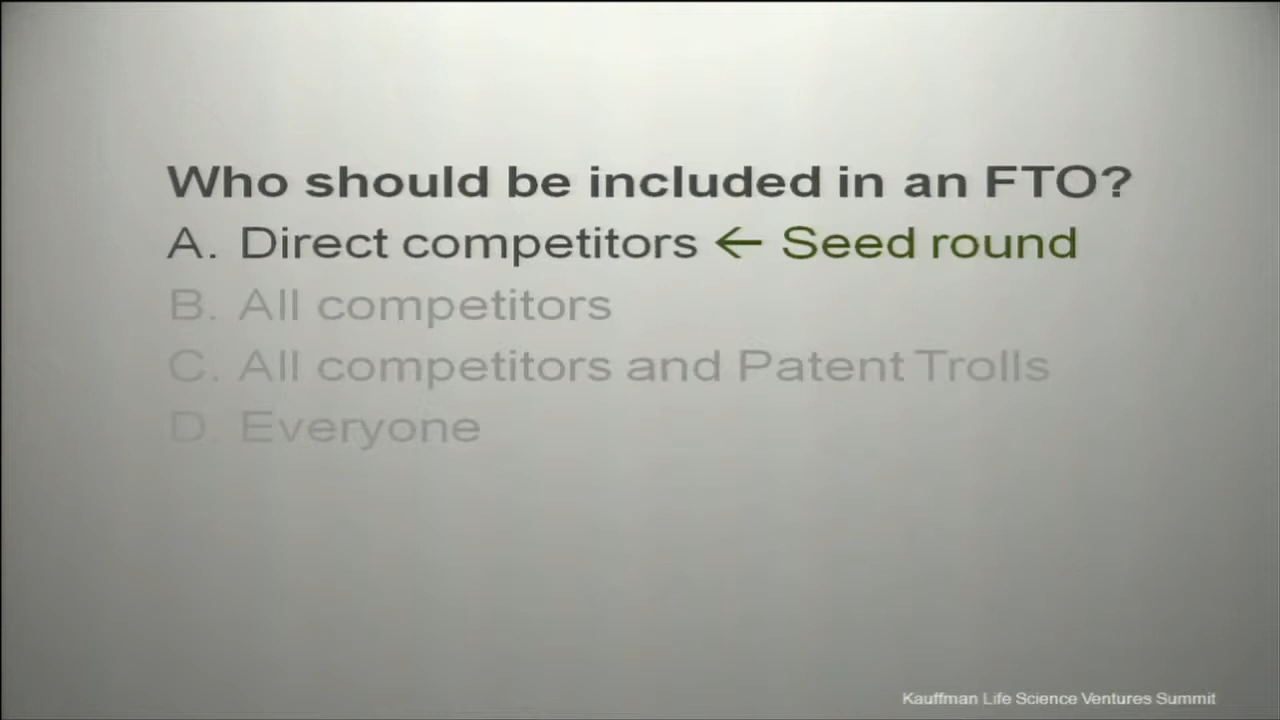 Who should be included in an FTO?
A. Direct competitors ← Seed round
B. All competitors
C. All competitors and Patent Trolls
D. Everyone
Kauffman Life Science Ventures Summit